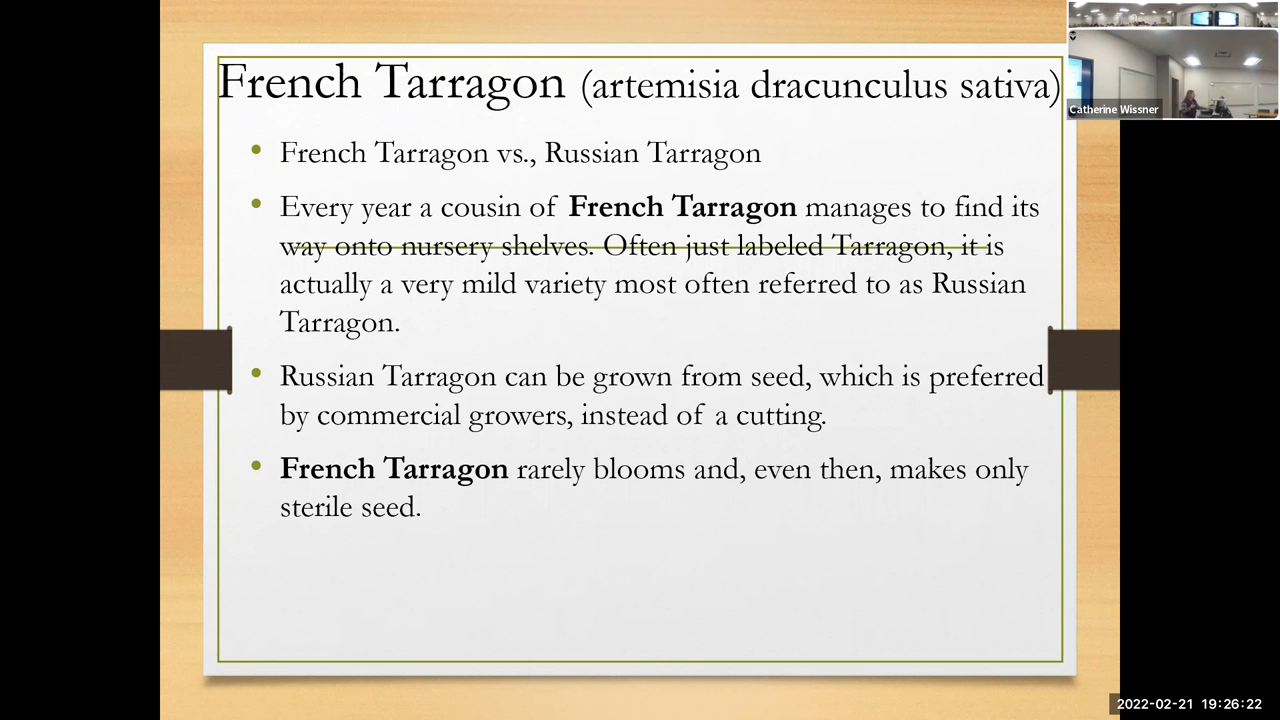 French Tarragon (artemisia dracunculus sativa)
Catherine Wissner
French Tarragon vs., Russian Tarragon
Every year a cousin of French Tarragon manages to find its
way onto nursery shelves. Often just labeled Tarragon, it is
actually a very mild variety most often referred to as Russian
Tarragon.
Russian Tarragon can be grown from seed, which is preferred
by commercial growers, instead of a cutting.
French Tarragon rarely blooms and, even then, makes only
sterile seed.
2022-02-21 19:26:22